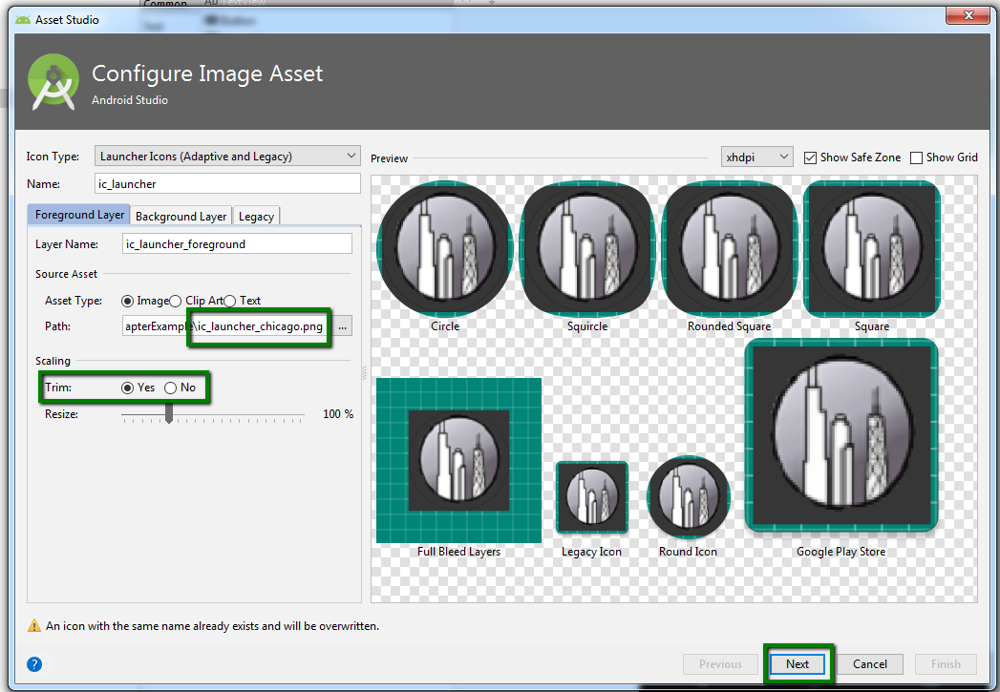 Common
Asset Studio
Configure Image Asset
Android Studio
Icon Type: Launcher Icons (Adaptive and Legacy)
Name: ic_launcher
Foreground Layer Background Layer Legacy
Layer Name: ic_launcher_foreground
Source Asset
Asset Type: Image Clip Art Text
Path: apterExample\ic_launcher_chicago.png ...
Scaling
Trim: Yes No
Resize: 100 %
Preview xhdpi Show Safe Zone Show Grid
Circle Squircle Rounded Square Square
Full Bleed Layers Legacy Icon Round Icon Google Play Store
An icon with the same name already exists and will be overwritten.
? Previous Next Cancel Finish